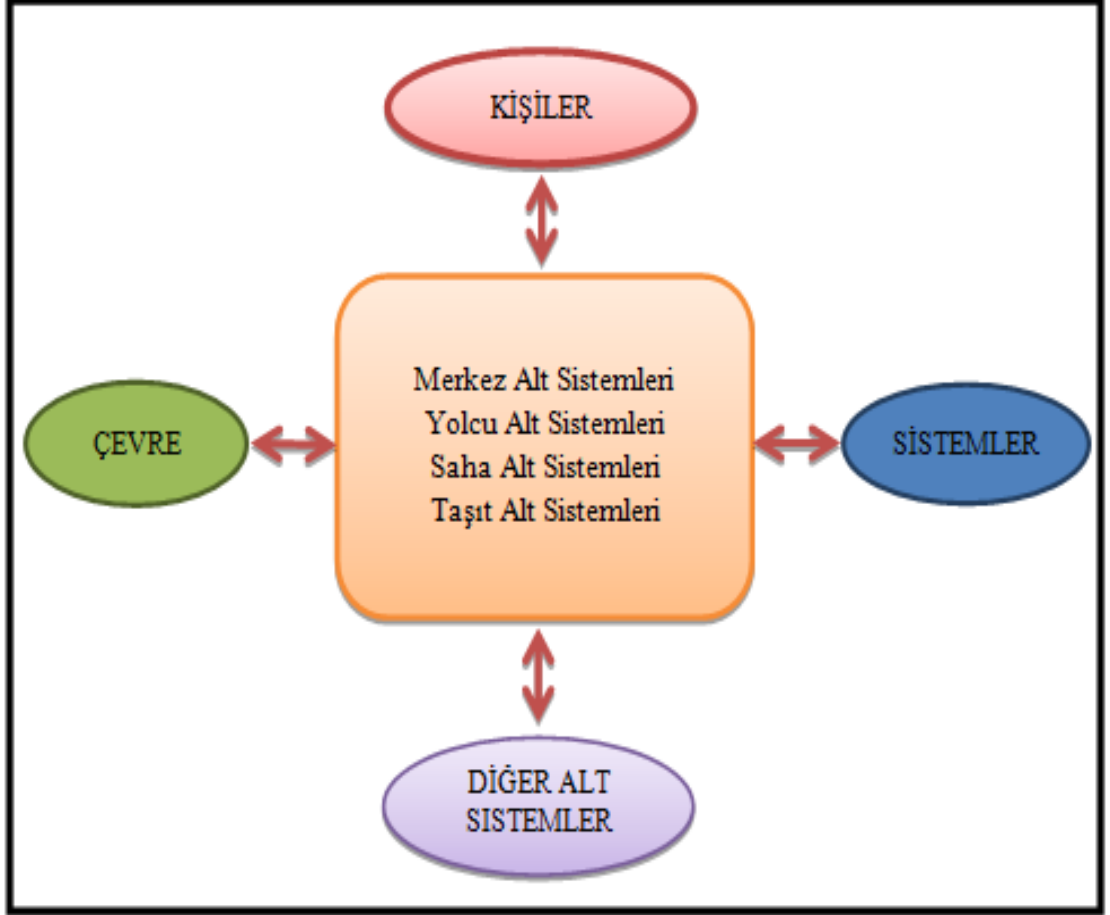 KİŞİLER
Merkez Alt Sistemleri
Yolcu Alt Sistemleri
Saha Alt Sistemleri
Taşıt Alt Sistemleri
ÇEVRE
SİSTEMLER
DİĞER ALT
SISTEMLER